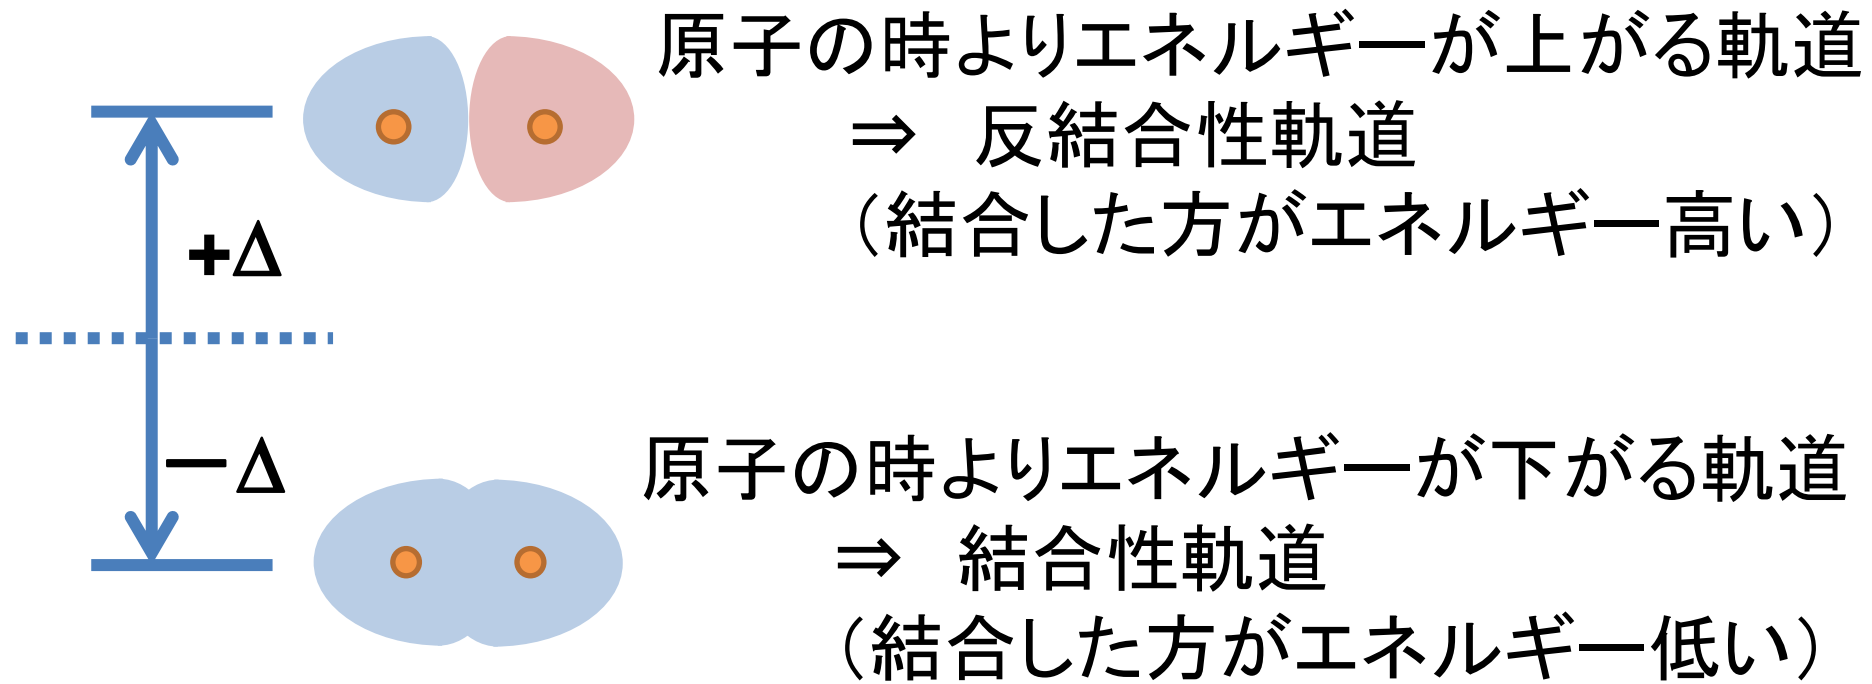 原子の時よりエネルギーが上がる軌道
⇒　反結合性軌道
（結合した方がエネルギー高い）
+Δ
－Δ
原子の時よりエネルギーが下がる軌道
⇒　結合性軌道
（結合した方がエネルギー低い）